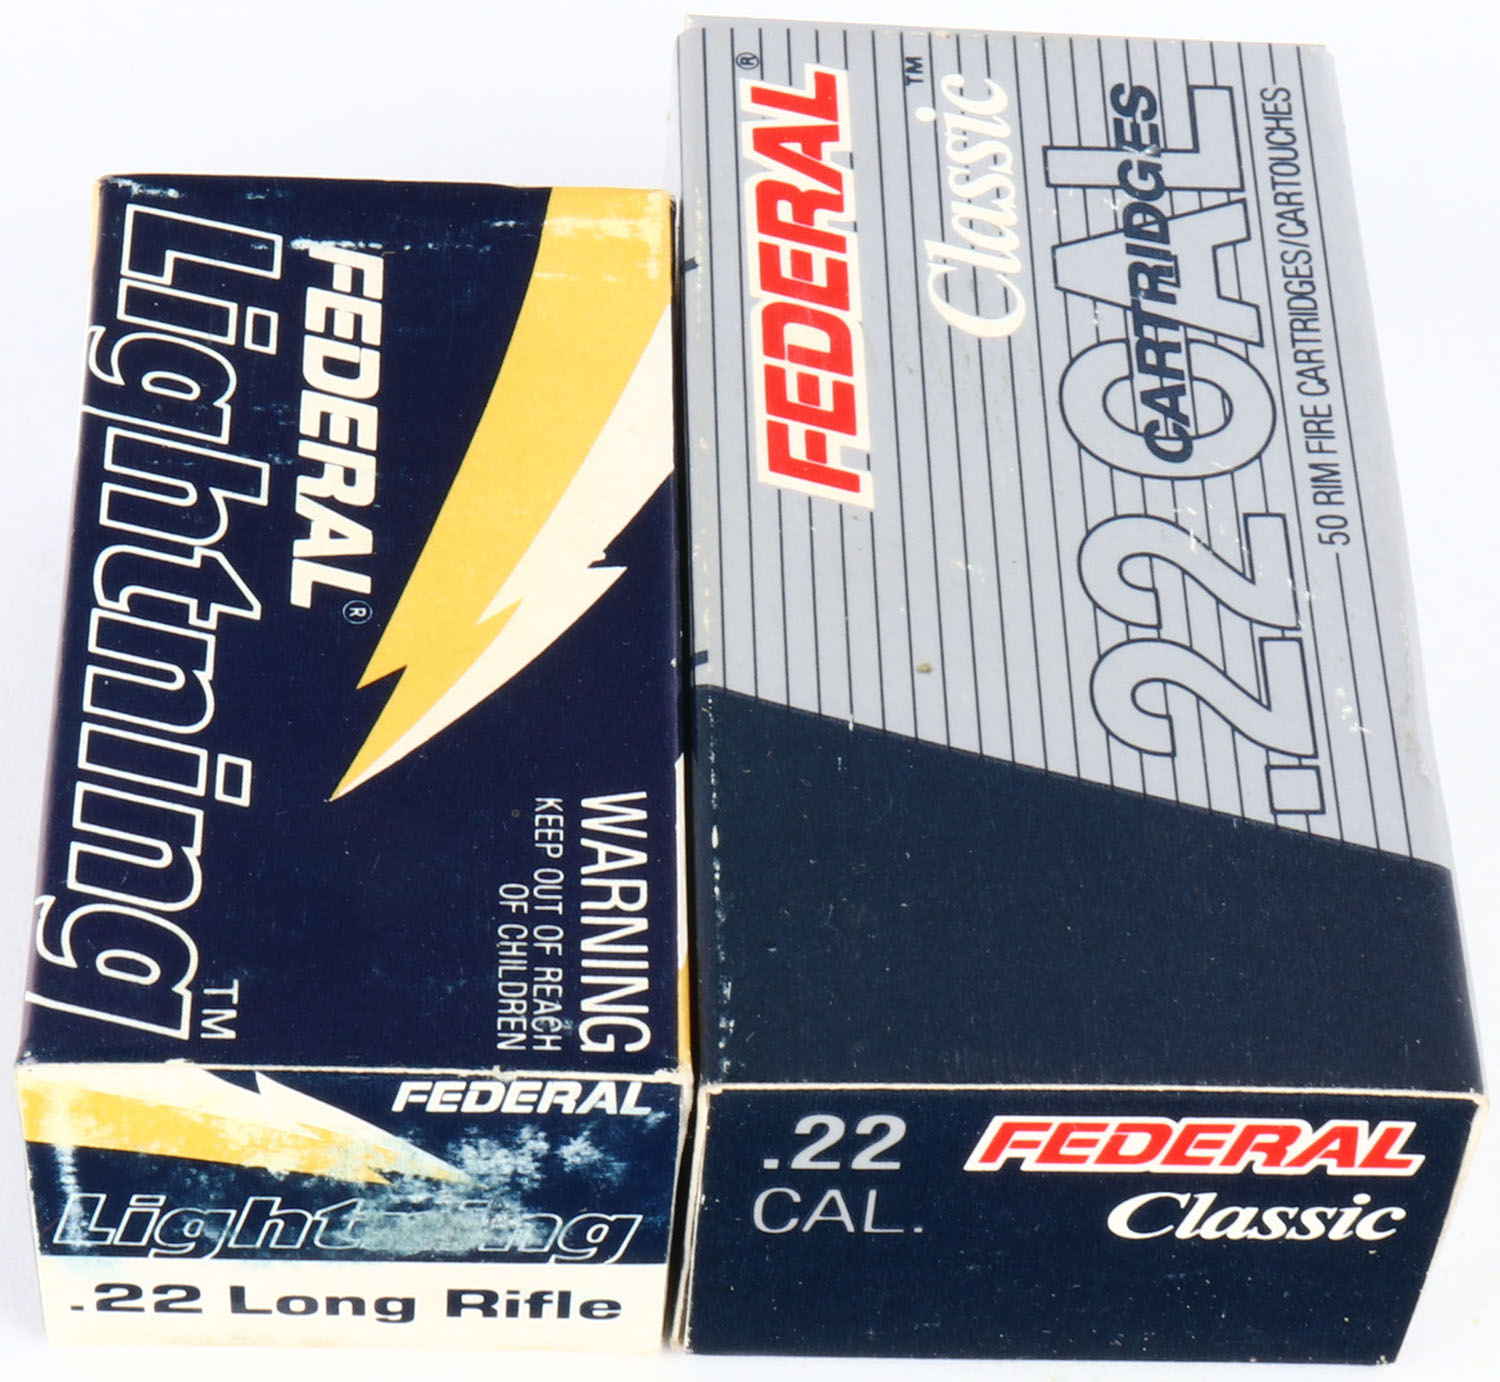 FEDERAL®
Lightning™
WARNING
KEEP OUT OF REACH
OF CHILDREN
FEDERAL
Lightning
.22 Long Rifle
FEDERAL®
Classic™
.22 CAL
CARTRIDGES
50 RIM FIRE CARTRIDGES/CARTOUCHES
.22
CAL.
FEDERAL
Classic